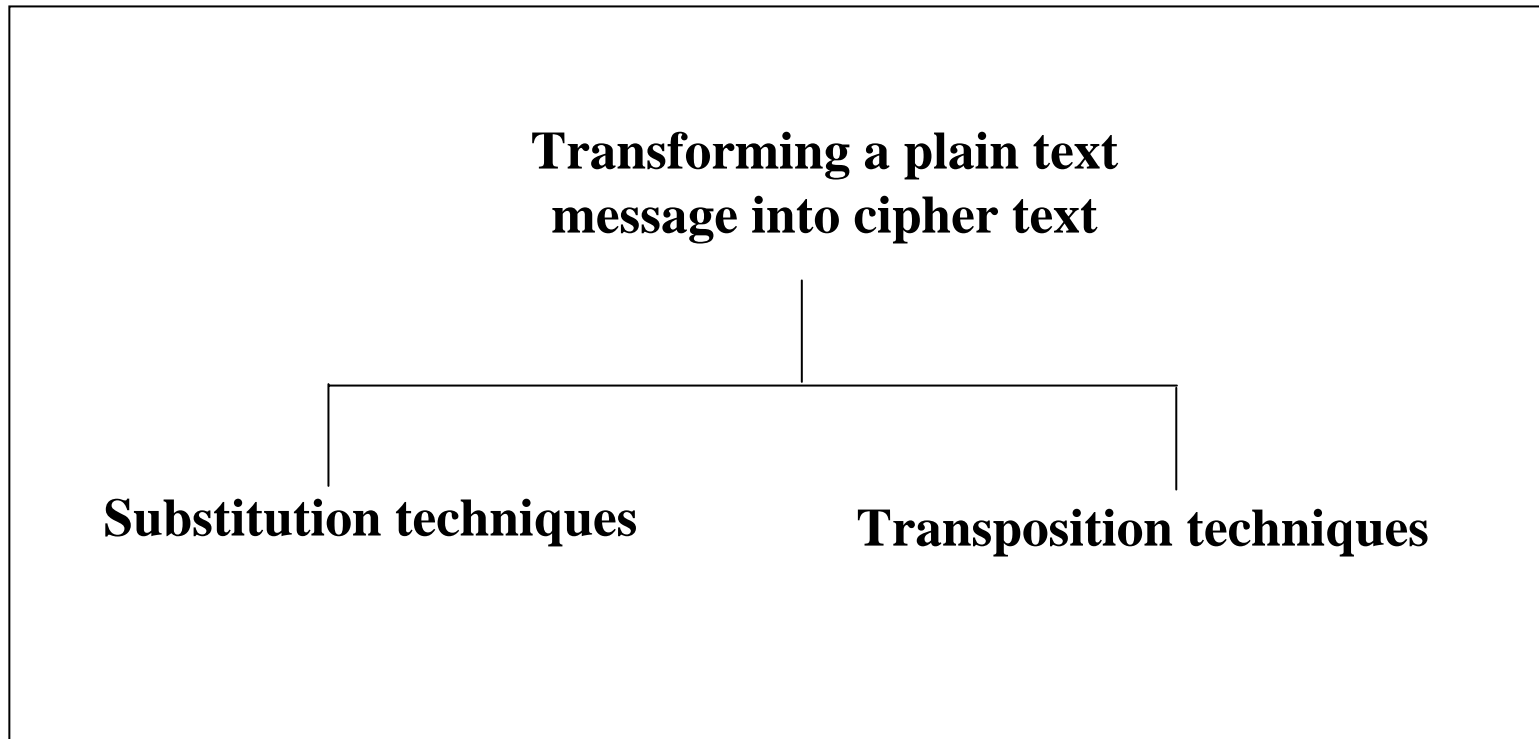 Transforming a plain text
message into cipher text
Substitution techniques
Transposition techniques